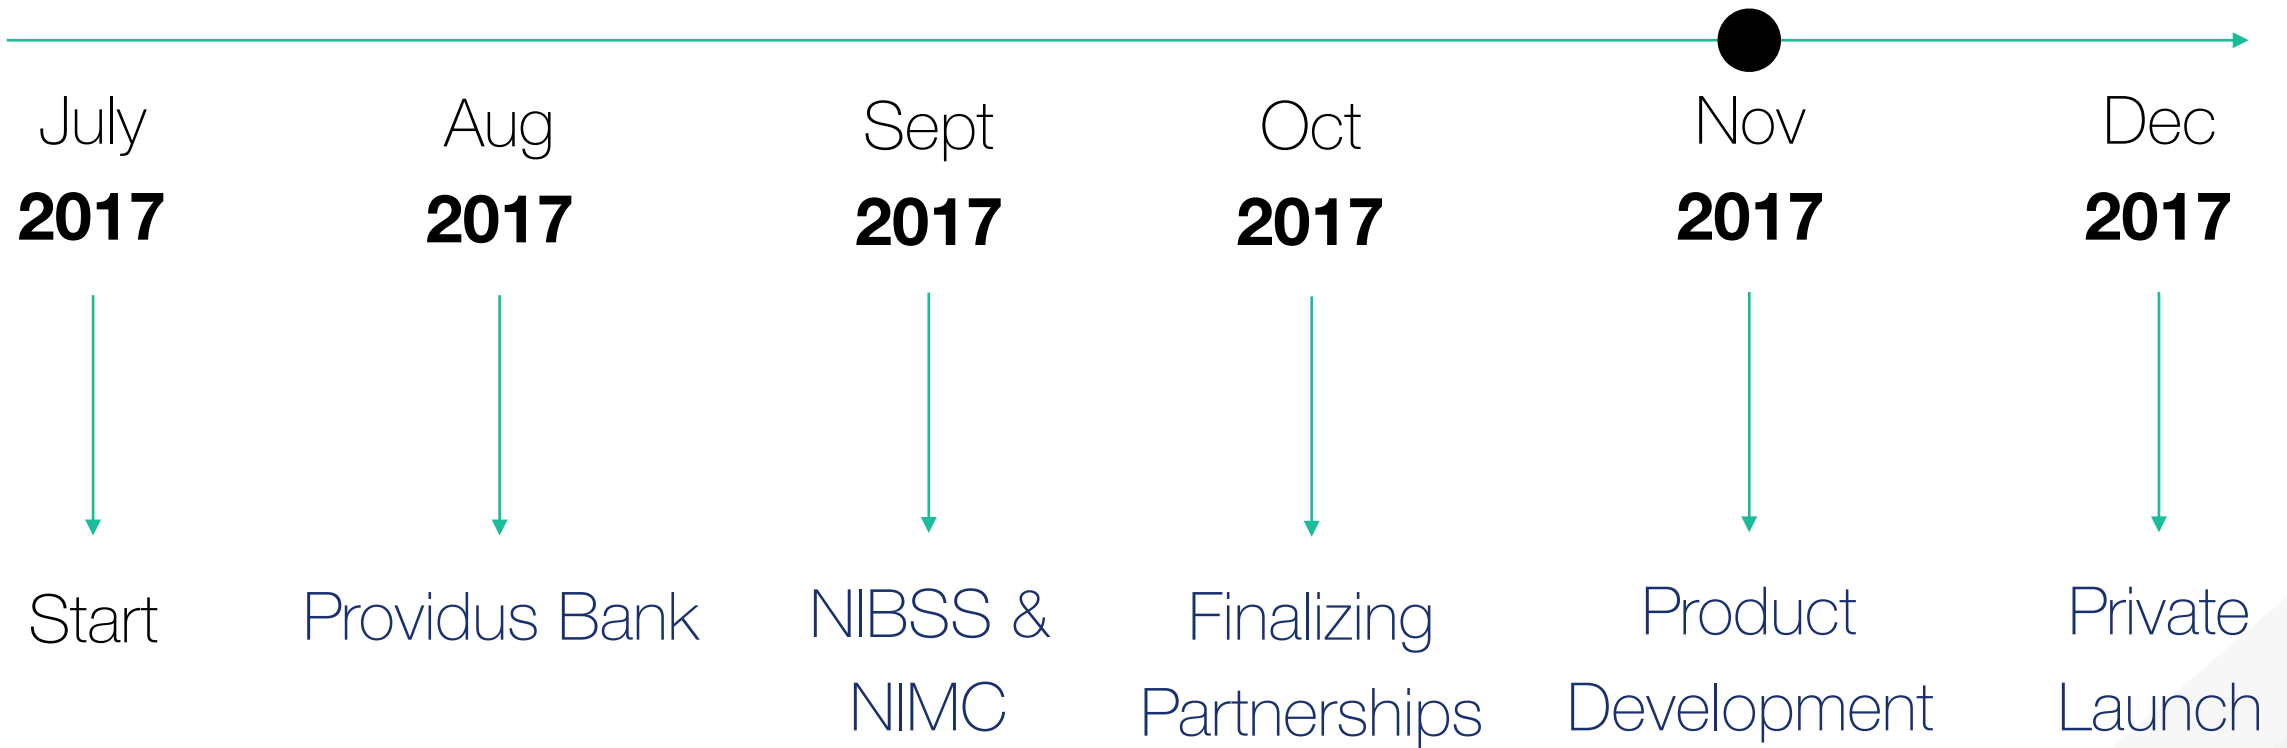 July
2017
Aug
2017
Sept
2017
Oct
2017
Nov
2017
Dec
2017
Start
Providus Bank
NIBSS &
NIMC
Finalizing
Partnerships
Product
Development
Private
Launch